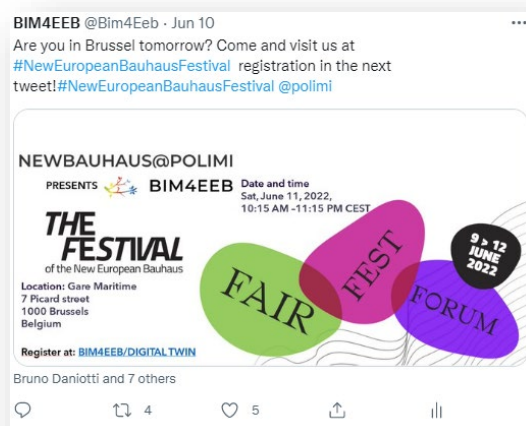 BIM4EEB @Bim4Eeb · Jun 10
Are you in Brussel tomorrow? Come and visit us at
#NewEuropeanBauhausFestival registration in the next
tweet!#NewEuropeanBauhausFestival @polimi
NEWBAUHAUS@POLIMI
PRESENTS BIM4EEB
Date and time
Sat, June 11, 2022,
10:15 AM -11:15 PM CEST
THE
FESTIVAL
of the New European Bauhaus
Location: Gare Maritime
7 Picard street
1000 Brussels
Belgium
Register at: BIM4EEB/DIGITAL TWIN
FAIR
FEST
FORUM
9 > 12
JUNE
2022
Bruno Daniotti and 7 others
4
5